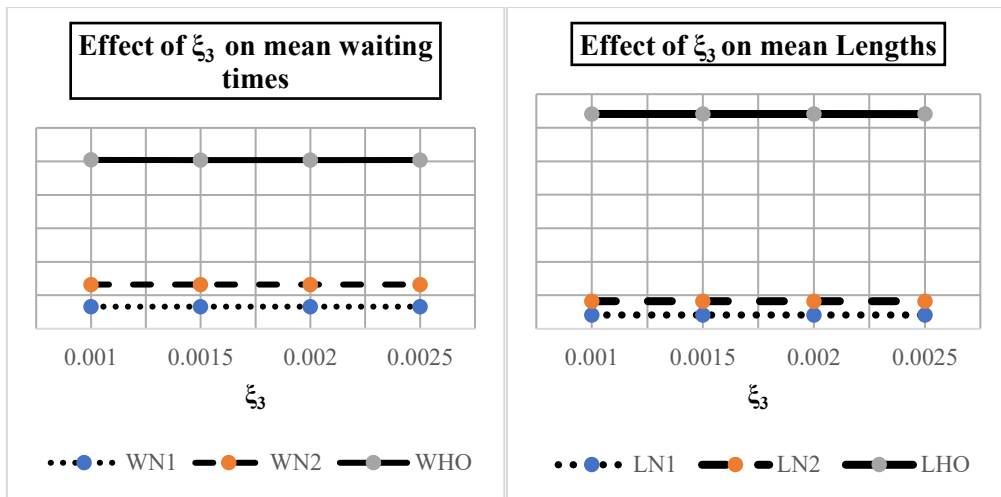 Effect of ξ₃ on mean waiting
times
0.001 0.0015 0.002 0.0025
ξ₃
WN1 WN2 WHO
Effect of ξ₃ on mean Lengths
0.001 0.0015 0.002 0.0025
ξ₃
LN1 LN2 LHO